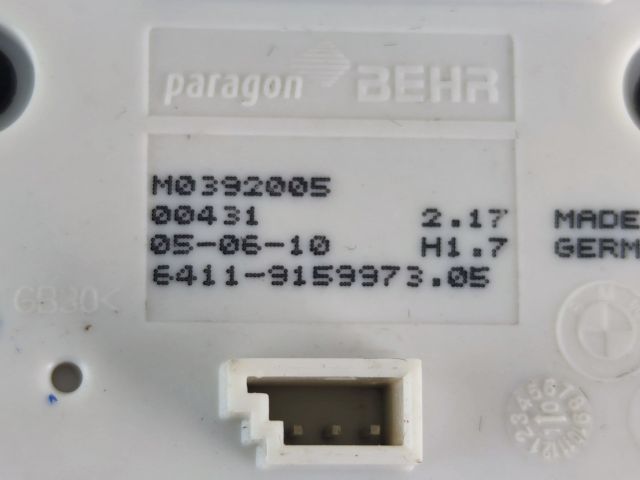 paragon BEHR
M0392005
00431 2.17 MADE
05-06-10 H1.7 GERM
6411-9159973.05
GB30<